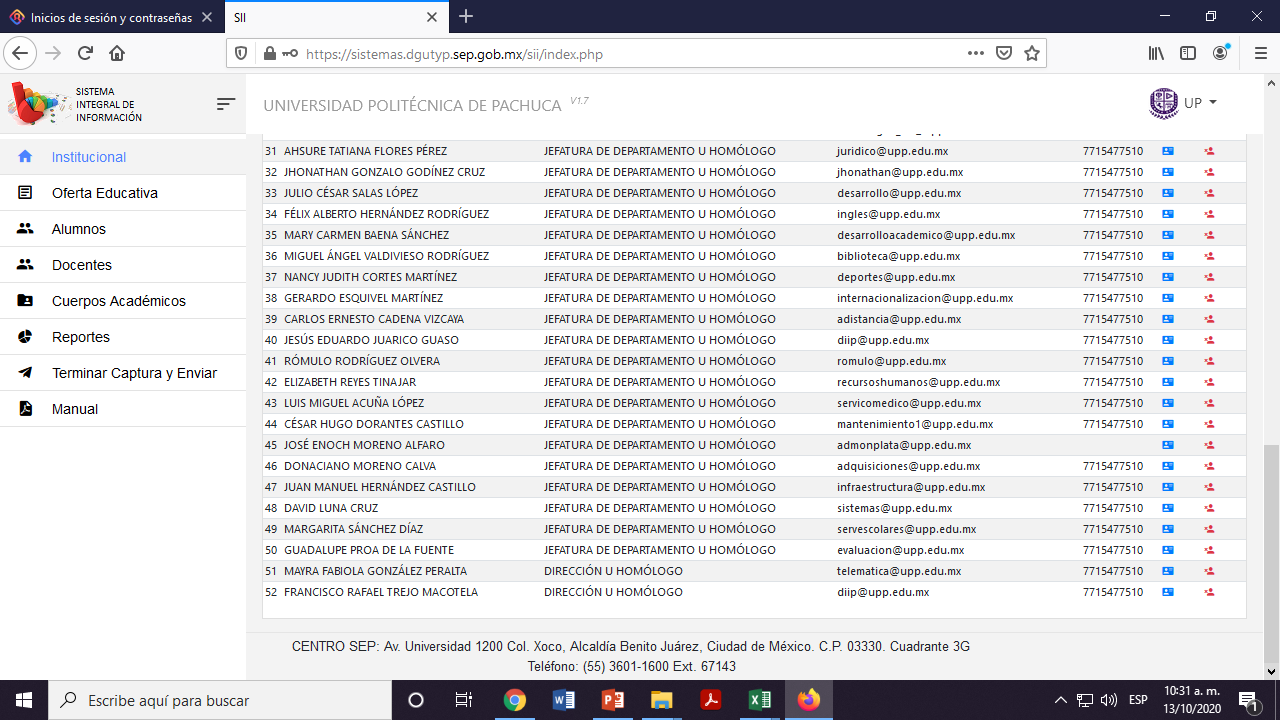 Inicios de sesión y contraseñas
SII
https://sistemas.dgutyp.sep.gob.mx/sii/index.php
SISTEMA
INTEGRAL DE
INFORMACIÓN
UNIVERSIDAD POLITÉCNICA DE PACHUCA V1.7
UP
Institucional
Oferta Educativa
Alumnos
Docentes
Cuerpos Académicos
Reportes
Terminar Captura y Enviar
Manual
31 AHSURE TATIANA FLORES PÉREZ JEFATURA DE DEPARTAMENTO U HOMÓLOGO juridico@upp.edu.mx 7715477510
32 JHONATHAN GONZALO GODÍNEZ CRUZ JEFATURA DE DEPARTAMENTO U HOMÓLOGO jhonathan@upp.edu.mx 7715477510
33 JULIO CÉSAR SALAS LÓPEZ JEFATURA DE DEPARTAMENTO U HOMÓLOGO desarrollo@upp.edu.mx 7715477510
34 FÉLIX ALBERTO HERNÁNDEZ RODRÍGUEZ JEFATURA DE DEPARTAMENTO U HOMÓLOGO ingles@upp.edu.mx 7715477510
35 MARY CARMEN BAENA SÁNCHEZ JEFATURA DE DEPARTAMENTO U HOMÓLOGO desarrolloacademico@upp.edu.mx 7715477510
36 MIGUEL ÁNGEL VALDIVIESO RODRÍGUEZ JEFATURA DE DEPARTAMENTO U HOMÓLOGO biblioteca@upp.edu.mx 7715477510
37 NANCY JUDITH CORTES MARTÍNEZ JEFATURA DE DEPARTAMENTO U HOMÓLOGO deportes@upp.edu.mx 7715477510
38 GERARDO ESQUIVEL MARTÍNEZ JEFATURA DE DEPARTAMENTO U HOMÓLOGO internacionalizacion@upp.edu.mx 7715477510
39 CARLOS ERNESTO CADENA VIZCAYA JEFATURA DE DEPARTAMENTO U HOMÓLOGO adistancia@upp.edu.mx 7715477510
40 JESÚS EDUARDO JUARICO GUASO JEFATURA DE DEPARTAMENTO U HOMÓLOGO diip@upp.edu.mx 7715477510
41 RÓMULO RODRÍGUEZ OLVERA JEFATURA DE DEPARTAMENTO U HOMÓLOGO romulo@upp.edu.mx 7715477510
42 ELIZABETH REYES TINAJAR JEFATURA DE DEPARTAMENTO U HOMÓLOGO recursoshumanos@upp.edu.mx 7715477510
43 LUIS MIGUEL ACUÑA LÓPEZ JEFATURA DE DEPARTAMENTO U HOMÓLOGO servicomedico@upp.edu.mx 7715477510
44 CÉSAR HUGO DORANTES CASTILLO JEFATURA DE DEPARTAMENTO U HOMÓLOGO mantenimiento1@upp.edu.mx 7715477510
45 JOSÉ ENOCH MORENO ALFARO JEFATURA DE DEPARTAMENTO U HOMÓLOGO admonplata@upp.edu.mx
46 DONACIANO MORENO CALVA JEFATURA DE DEPARTAMENTO U HOMÓLOGO adquisiciones@upp.edu.mx 7715477510
47 JUAN MANUEL HERNÁNDEZ CASTILLO JEFATURA DE DEPARTAMENTO U HOMÓLOGO infraestructura@upp.edu.mx 7715477510
48 DAVID LUNA CRUZ JEFATURA DE DEPARTAMENTO U HOMÓLOGO sistemas@upp.edu.mx 7715477510
49 MARGARITA SÁNCHEZ DÍAZ JEFATURA DE DEPARTAMENTO U HOMÓLOGO servescolares@upp.edu.mx 7715477510
50 GUADALUPE PROA DE LA FUENTE JEFATURA DE DEPARTAMENTO U HOMÓLOGO evaluacion@upp.edu.mx 7715477510
51 MAYRA FABIOLA GONZÁLEZ PERALTA DIRECCIÓN U HOMÓLOGO telematica@upp.edu.mx 7715477510
52 FRANCISCO RAFAEL TREJO MACOTELA DIRECCIÓN U HOMÓLOGO diip@upp.edu.mx 7715477510
CENTRO SEP: Av. Universidad 1200 Col. Xoco, Alcaldía Benito Juárez, Ciudad de México. C.P. 03330. Cuadrante 3G
Teléfono: (55) 3601-1600 Ext. 67143
Escribe aquí para buscar
ESP
10:31 a. m.
13/10/2020
1